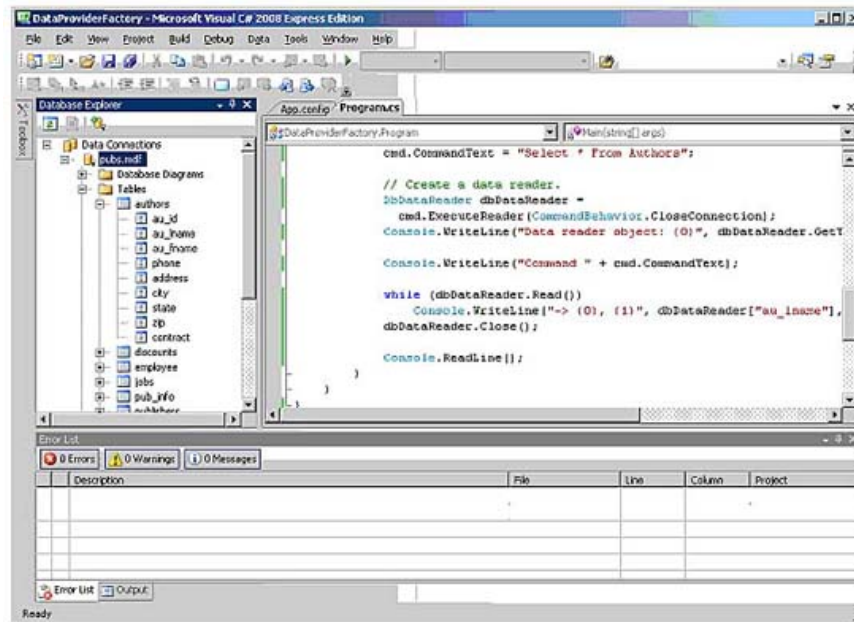 DataProviderFactory - Microsoft Visual C# 2008 Express Edition
File Edit View Project Build Debug Data Tools Window Help
Toolbox
Database Explorer
Data Connections
pubs.mdf
Database Diagrams
Tables
authors
au_id
au_lname
au_fname
phone
address
city
state
zip
contract
discounts
employee
jobs
pub_info
publishers
App.config Program.cs
DataProviderFactory.Program Main(string[] args)
cmd.CommandText = "Select * From Authors";
// Create a data reader.
DbDataReader dbDataReader =
cmd.ExecuteReader(CommandBehavior.CloseConnection);
Console.WriteLine("Data reader object: {0}", dbDataReader.GetT
Console.WriteLine("Command " + cmd.CommandText);
while (dbDataReader.Read())
Console.WriteLine("-> {0}, {1}", dbDataReader["au_lname"],
dbDataReader.Close();
Console.ReadLine();
}
}
}
Error List
0 Errors 0 Warnings 0 Messages
Description File Line Column Project
Error List Output
Ready